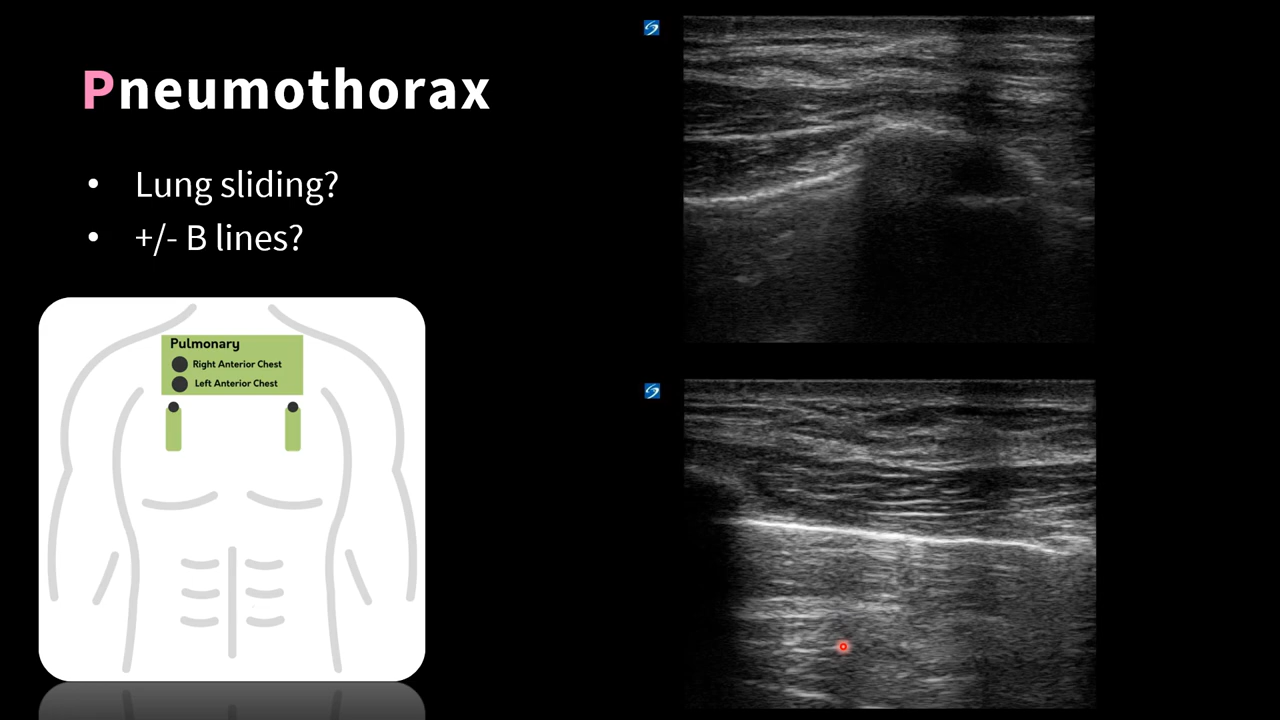 Pneumothorax
• Lung sliding?
• +/- B lines?
Pulmonary
Right Anterior Chest
Left Anterior Chest